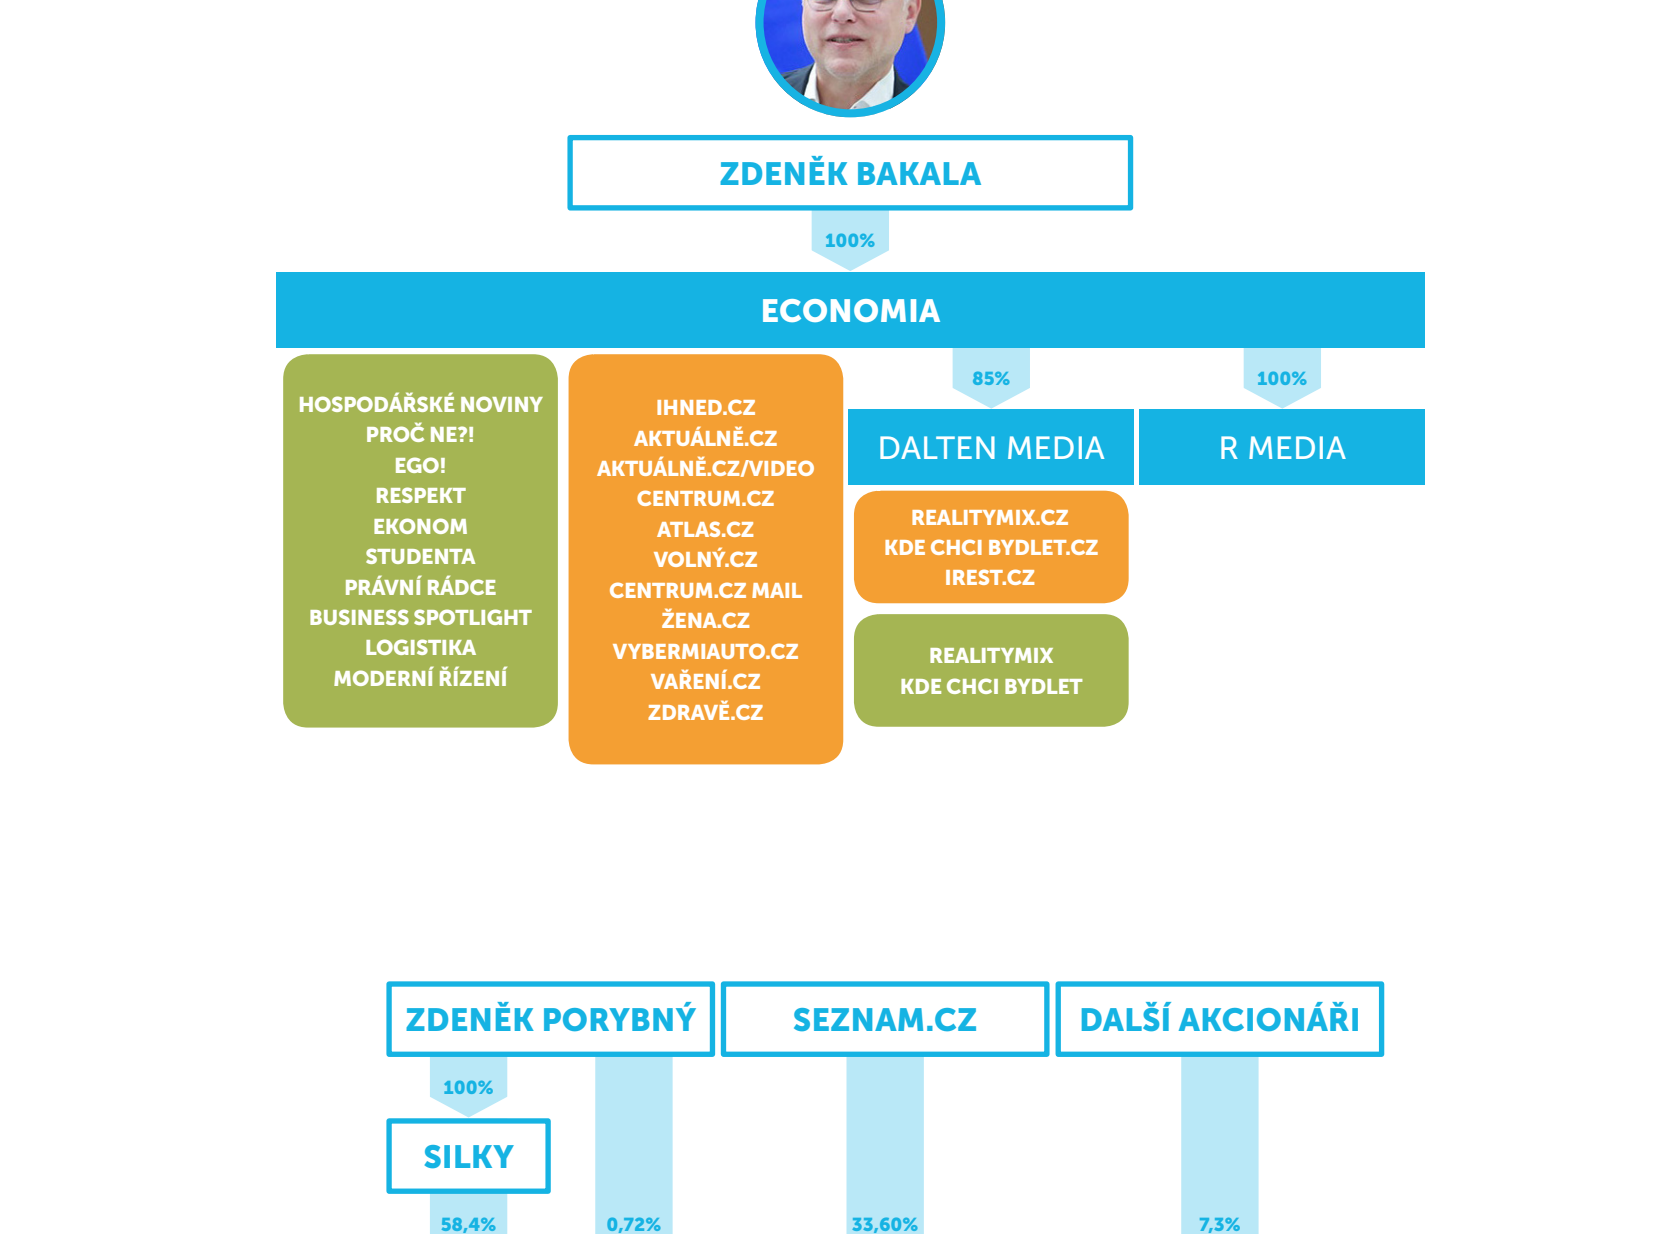 ZDENĚK BAKALA
100%
ECONOMIA
HOSPODÁŘSKÉ NOVINY
PROČ NE?!
EGO!
RESPEKT
EKONOM
STUDENTA
PRÁVNÍ RÁDCE
BUSINESS SPOTLIGHT
LOGISTIKA
MODERNÍ ŘÍZENÍ
IHNED.CZ
AKTUÁLNĚ.CZ
AKTUÁLNĚ.CZ/VIDEO
CENTRUM.CZ
ATLAS.CZ
VOLNÝ.CZ
CENTRUM.CZ MAIL
ŽENA.CZ
VYBERMIAUTO.CZ
VAŘENÍ.CZ
ZDRAVĚ.CZ
85%
DALTEN MEDIA
REALITYMIX.CZ
KDE CHCI BYDLET.CZ
IREST.CZ
REALITYMIX
KDE CHCI BYDLET
100%
R MEDIA
ZDENĚK PORYBNÝ
SEZNAM.CZ
DALŠÍ AKCIONÁŘI
100%
SILKY
58,4%
0,72%
33,60%
7,3%